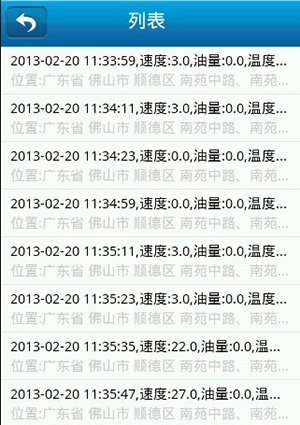 列表
2013-02-20 11:33:59,速度:3.0,油量:0.0,温度...
位置:广东省 佛山市 顺德区 南苑中路、南苑...
2013-02-20 11:34:11,速度:3.0,油量:0.0,温度...
位置:广东省 佛山市 顺德区 南苑中路、南苑...
2013-02-20 11:34:23,速度:0.0,油量:0.0,温度...
位置:广东省 佛山市 顺德区 南苑中路、南苑...
2013-02-20 11:34:59,速度:0.0,油量:0.0,温度...
位置:广东省 佛山市 顺德区 南苑中路、南苑...
2013-02-20 11:35:11,速度:3.0,油量:0.0,温度...
位置:广东省 佛山市 顺德区 南苑中路、南苑...
2013-02-20 11:35:23,速度:3.0,油量:0.0,温度...
位置:广东省 佛山市 顺德区 南苑中路、南苑...
2013-02-20 11:35:35,速度:22.0,油量:0.0,温...
位置:广东省 佛山市 顺德区 南苑中路、南苑...
2013-02-20 11:35:47,速度:27.0,油量:0.0,温...
位置:广东省 佛山市 顺德区 南苑中路、南苑...